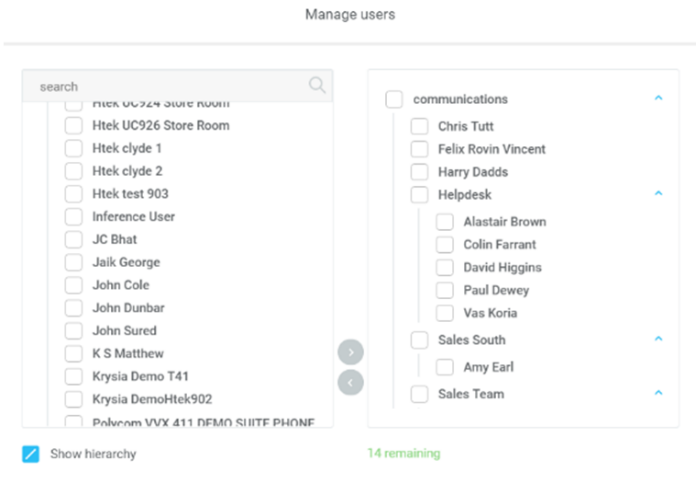 Manage users
search
Htek UC924 Store Room
Htek UC926 Store Room
Htek clyde 1
Htek clyde 2
Htek test 903
Inference User
JC Bhat
Jaik George
John Cole
John Dunbar
John Sured
K S Matthew
Krysia Demo T41
Krysia DemoHtek902
Polycom VVX 411 DEMO SUITE PHONE
Show hierarchy
communications
Chris Tutt
Felix Rovin Vincent
Harry Dadds
Helpdesk
Alastair Brown
Colin Farrant
David Higgins
Paul Dewey
Vas Koria
Sales South
Amy Earl
Sales Team
14 remaining